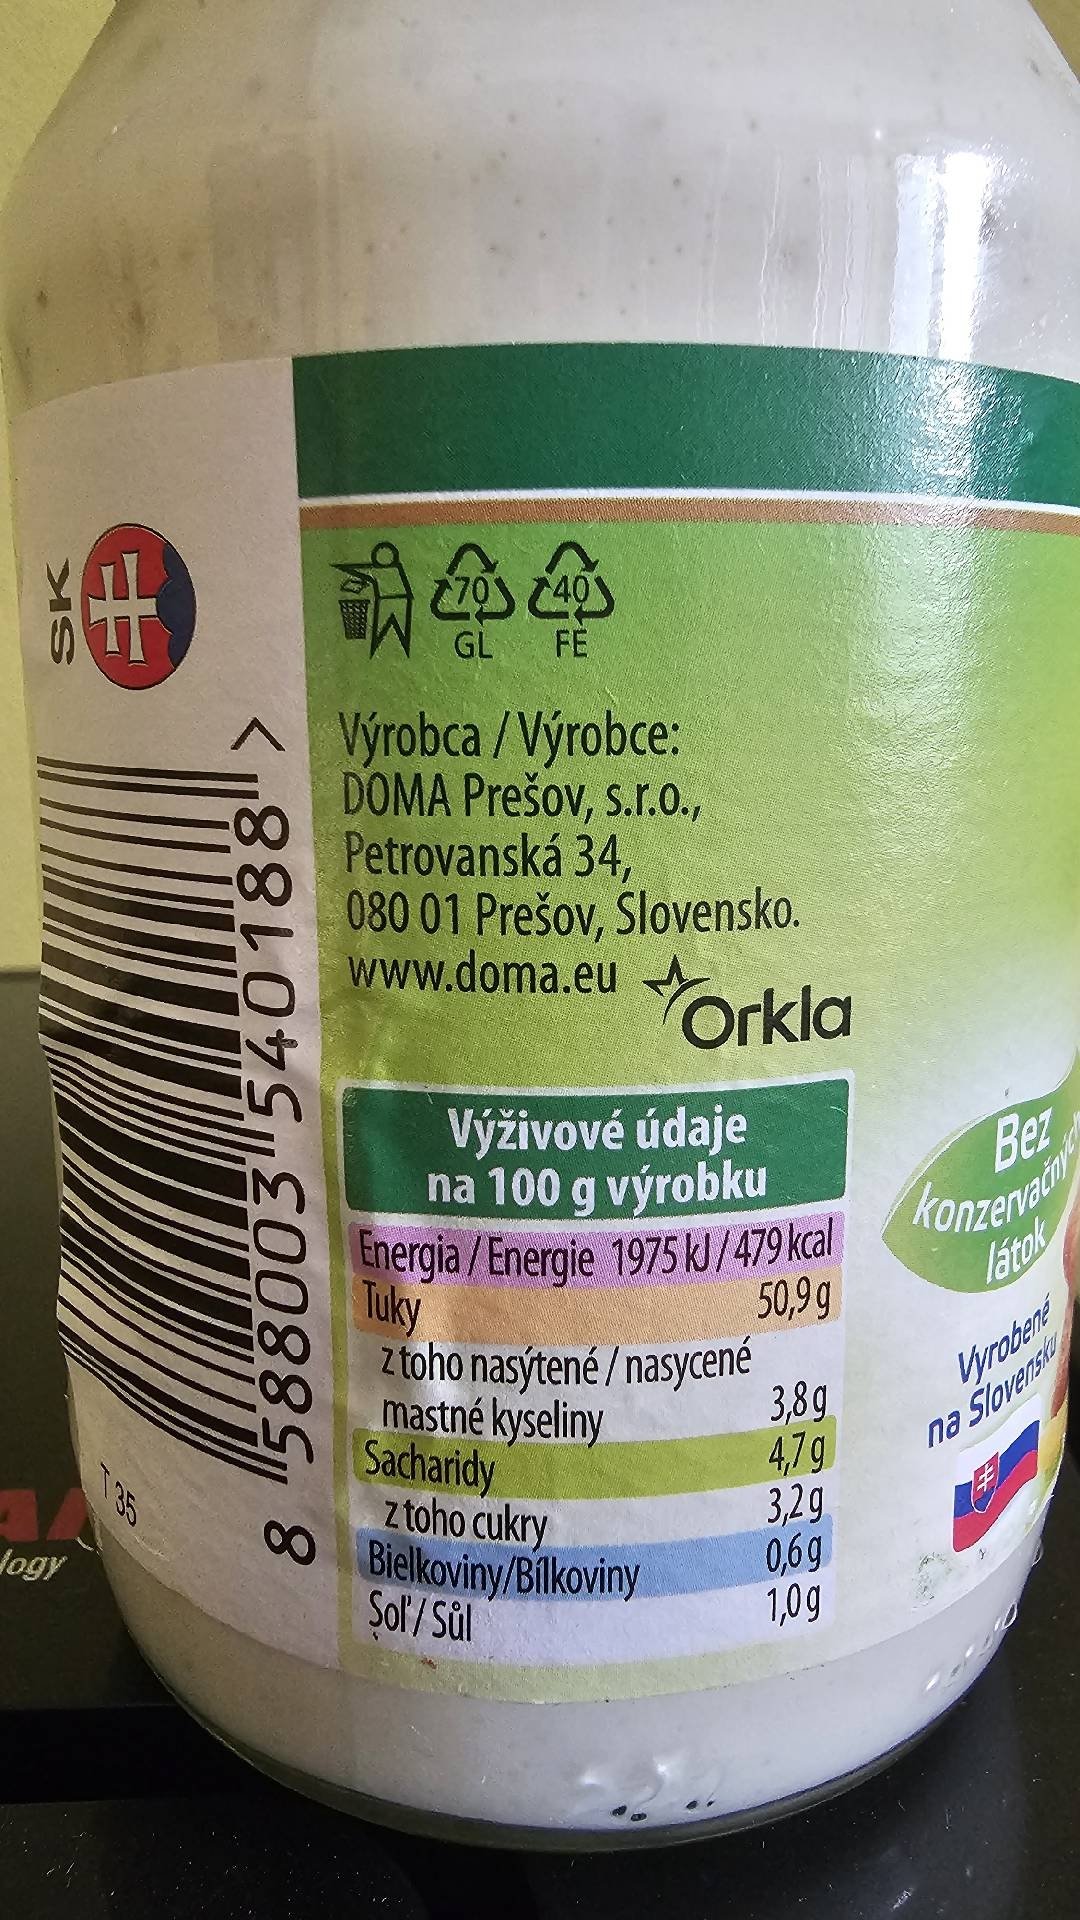 SK
8 588003 540188 >
T 35
70
GL
40
FE
Výrobca / Výrobce:
DOMA Prešov, s.r.o.,
Petrovanská 34,
080 01 Prešov, Slovensko.
www.doma.eu
Orkla
Výživové údaje
na 100 g výrobku
Energia / Energie 1975 kJ / 479 kcal
Tuky 50,9 g
z toho nasýtené / nasycené
mastné kyseliny 3,8 g
Sacharidy 4,7 g
z toho cukry 3,2 g
Bielkoviny/Bílkoviny 0,6 g
Soľ / Sůl 1,0 g
Bez
konzervačných
látok
Vyrobené
na Slovensku
logy